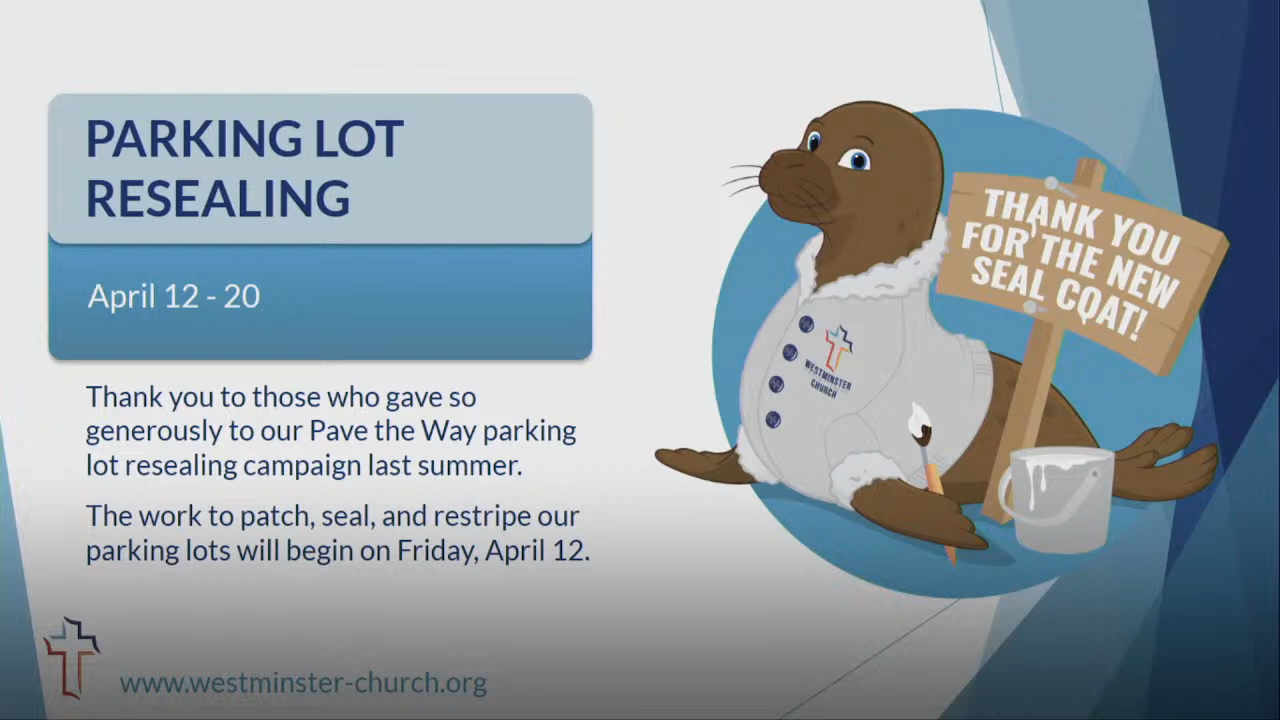 PARKING LOT
RESEALING
April 12 - 20
Thank you to those who gave so
generously to our Pave the Way parking
lot resealing campaign last summer.
The work to patch, seal, and restripe our
parking lots will begin on Friday, April 12.
www.westminster-church.org
THANK YOU
FOR THE NEW
SEAL COAT!
WESTMINSTER
CHURCH